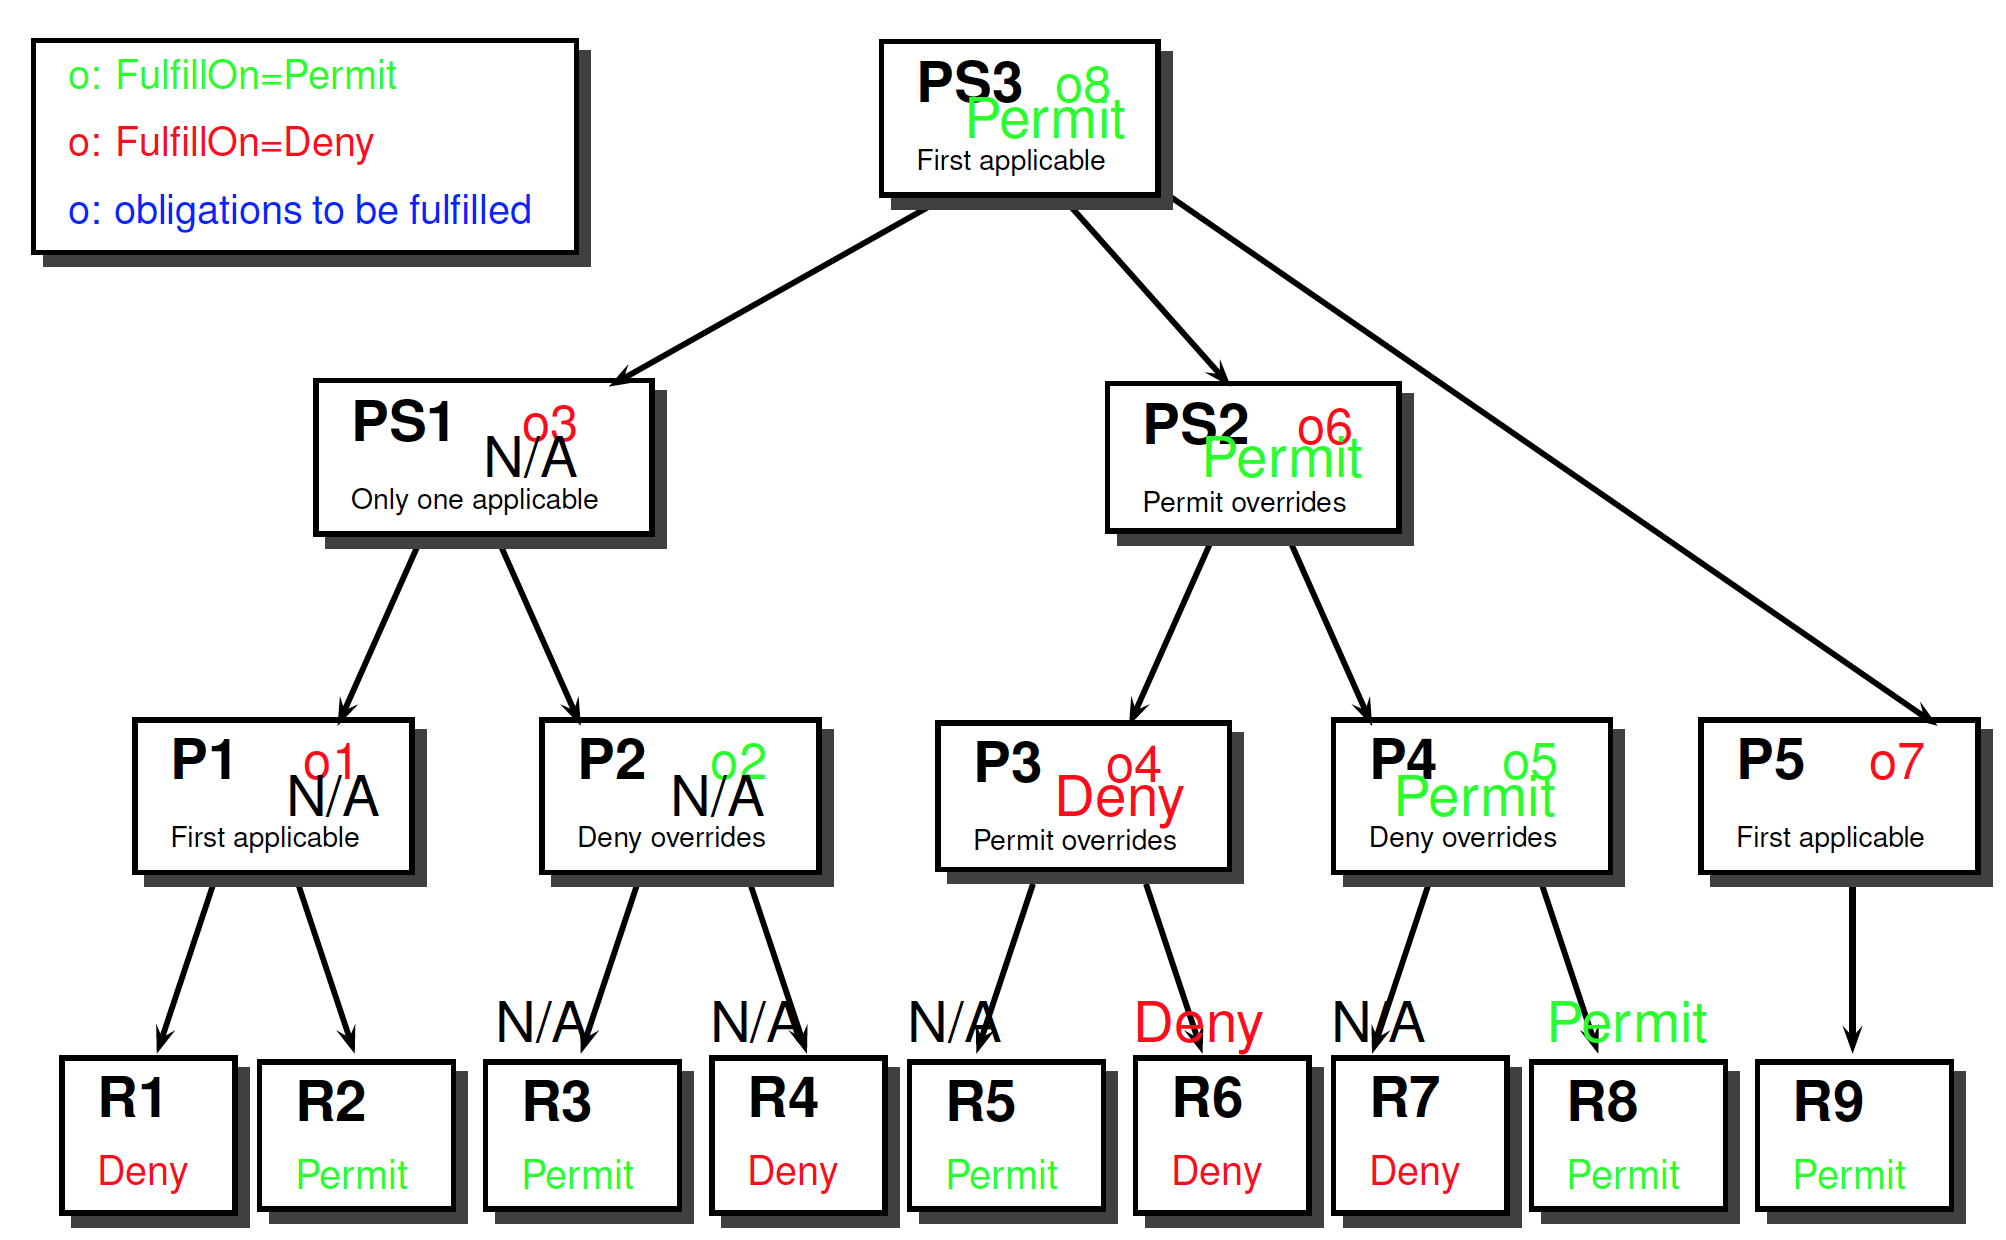 o: FulfillOn=Permit
o: FulfillOn=Deny
o: obligations to be fulfilled
PS3 o8
Permit
First applicable
PS1 o3
N/A
Only one applicable
PS2 o6
Permit
Permit overrides
P1 o1
N/A
First applicable
P2 o2
N/A
Deny overrides
P3 o4
Deny
Permit overrides
P4 o5
Permit
Deny overrides
P5 o7
First applicable
N/A N/A N/A Deny N/A Permit
R1
Deny
R2
Permit
R3
Permit
R4
Deny
R5
Permit
R6
Deny
R7
Deny
R8
Permit
R9
Permit